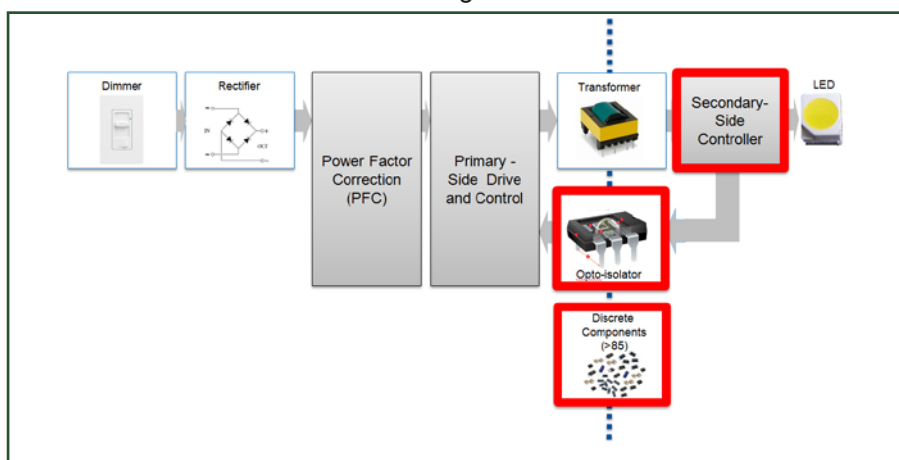 Dimmer
Rectifier
IN
OUT
Power Factor
Correction
(PFC)
Primary -
Side Drive
and Control
Transformer
Secondary-
Side
Controller
LED
Opto-isolator
Discrete
Components
(>85)